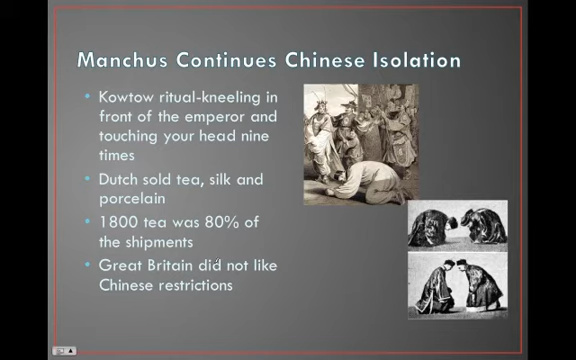 Manchus Continues Chinese Isolation
• Kowtow ritual-kneeling in
front of the emperor and
touching your head nine
times
• Dutch sold tea, silk and
porcelain
• 1800 tea was 80% of
the shipments
• Great Britain did not like
Chinese restrictions